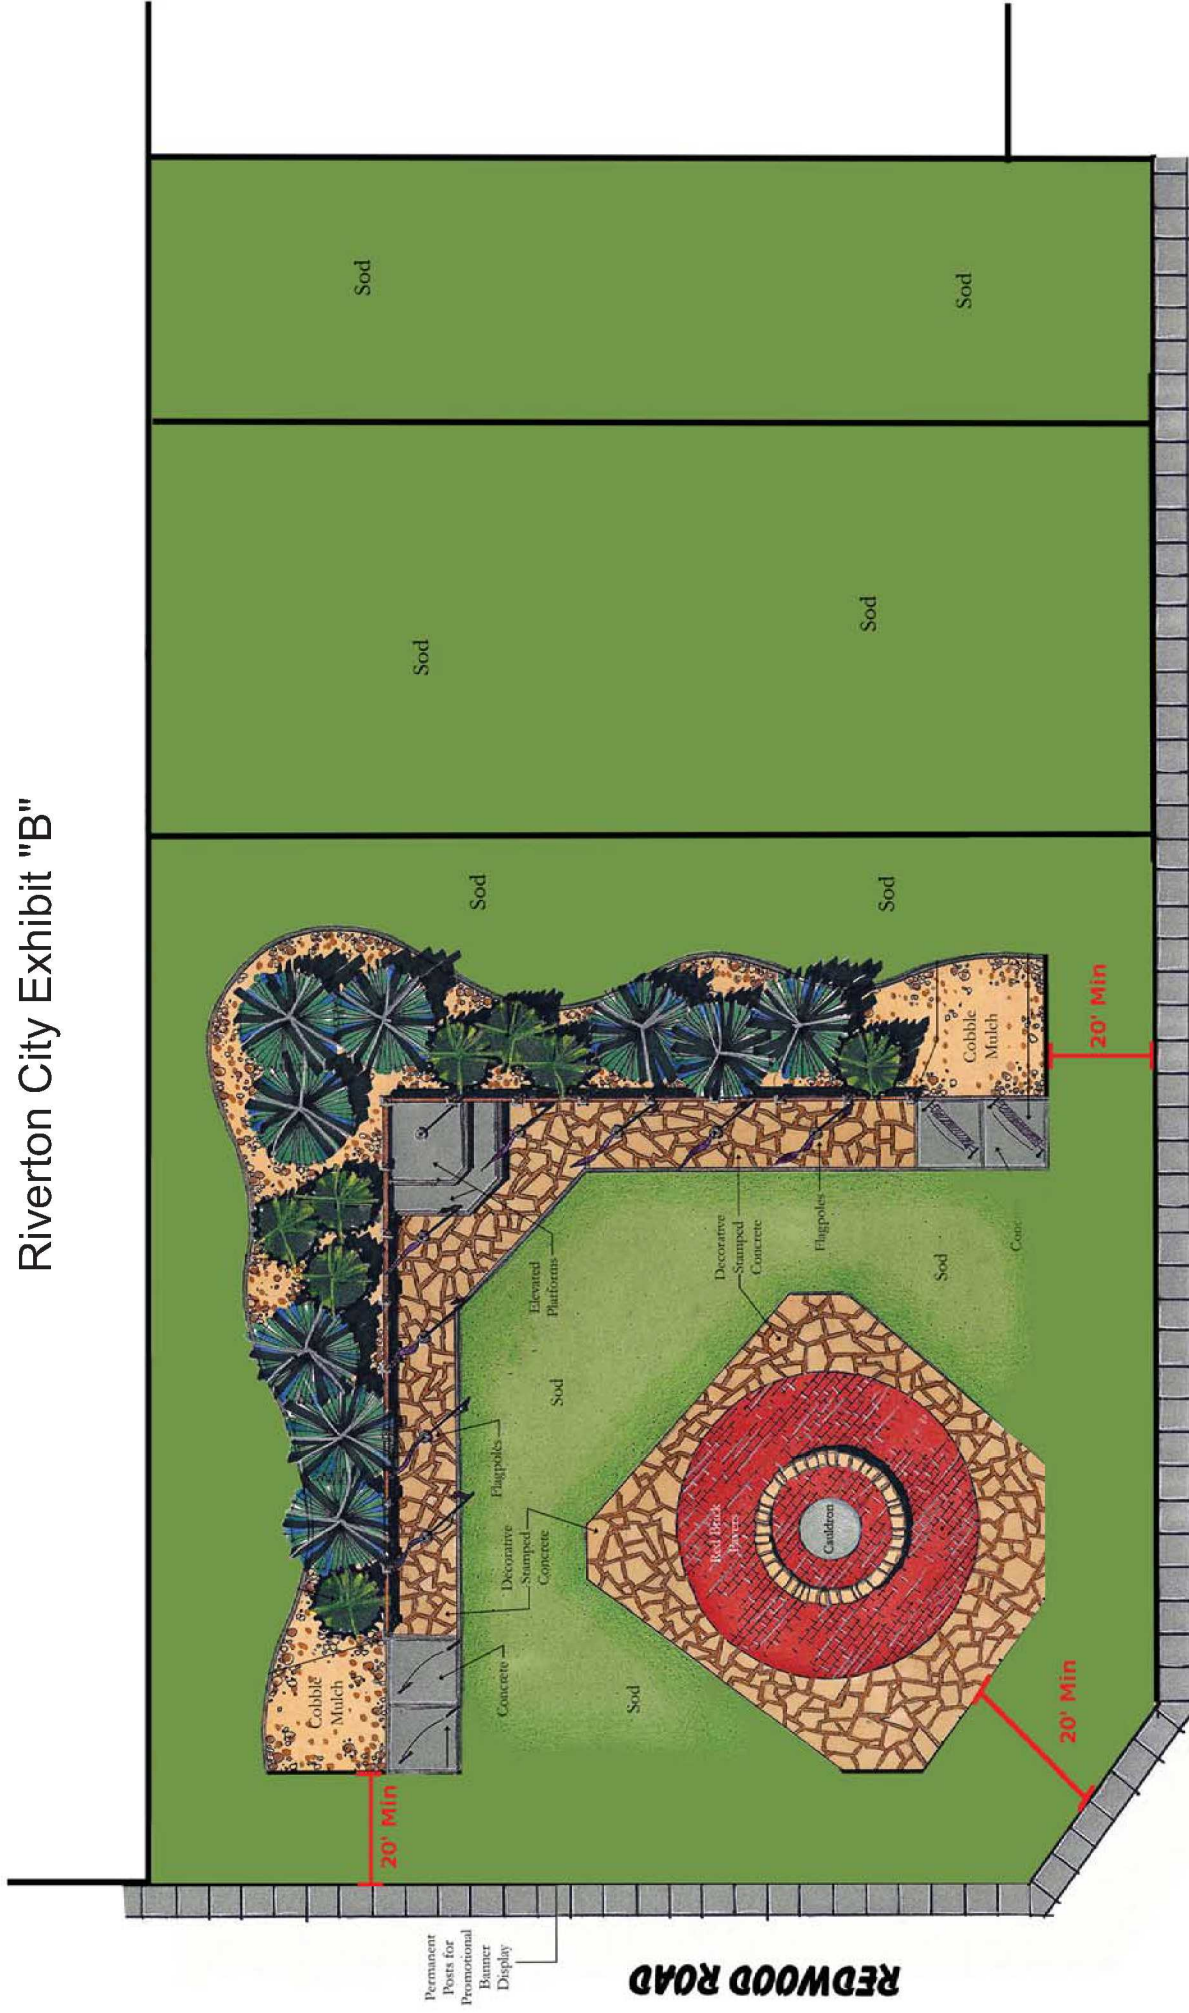 Riverton City Exhibit "B"
Sod
Sod
Sod
Sod
Sod
Sod
Cobble
Mulch
20' Min
Elevated
Platforms
Decorative
Stamped
Concrete
Flagpoles
Sod
Conc
Sod
Flagpoles
Decorative
Stamped
Concrete
Red Brick
Pavers
Cauldron
Cobble
Mulch
Concrete
Sod
20' Min
20' Min
Permanent
Posts for
Promotional
Banner
Display
REDWOOD ROAD